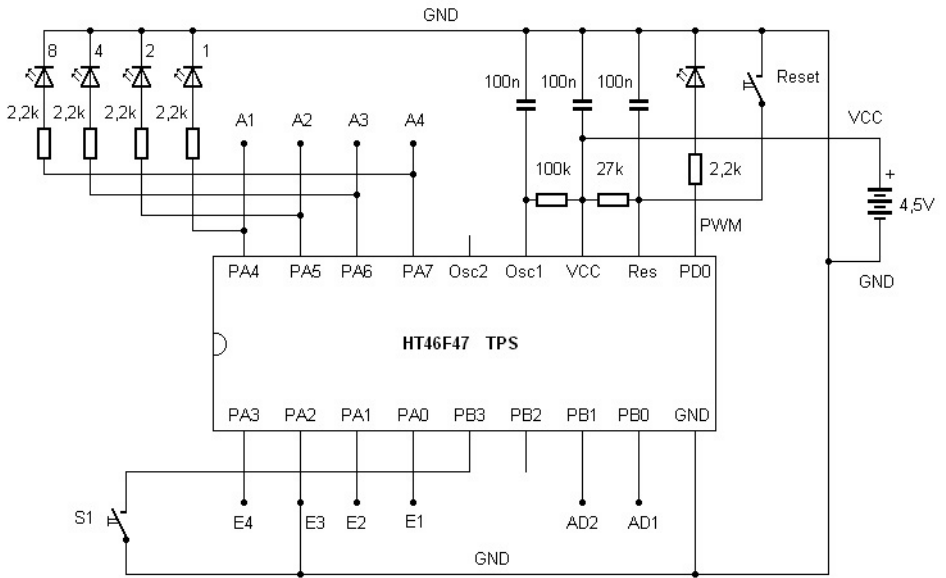 GND
8 4 2 1
100n 100n 100n
Reset
2,2k 2,2k 2,2k 2,2k
A1 A2 A3 A4
VCC
100k 27k 2,2k
+
4,5V
PWM
PA4 PA5 PA6 PA7 Osc2 Osc1 VCC Res PD0
GND
HT46F47 TPS
PA3 PA2 PA1 PA0 PB3 PB2 PB1 PB0 GND
S1
E4 E3 E2 E1 AD2 AD1
GND